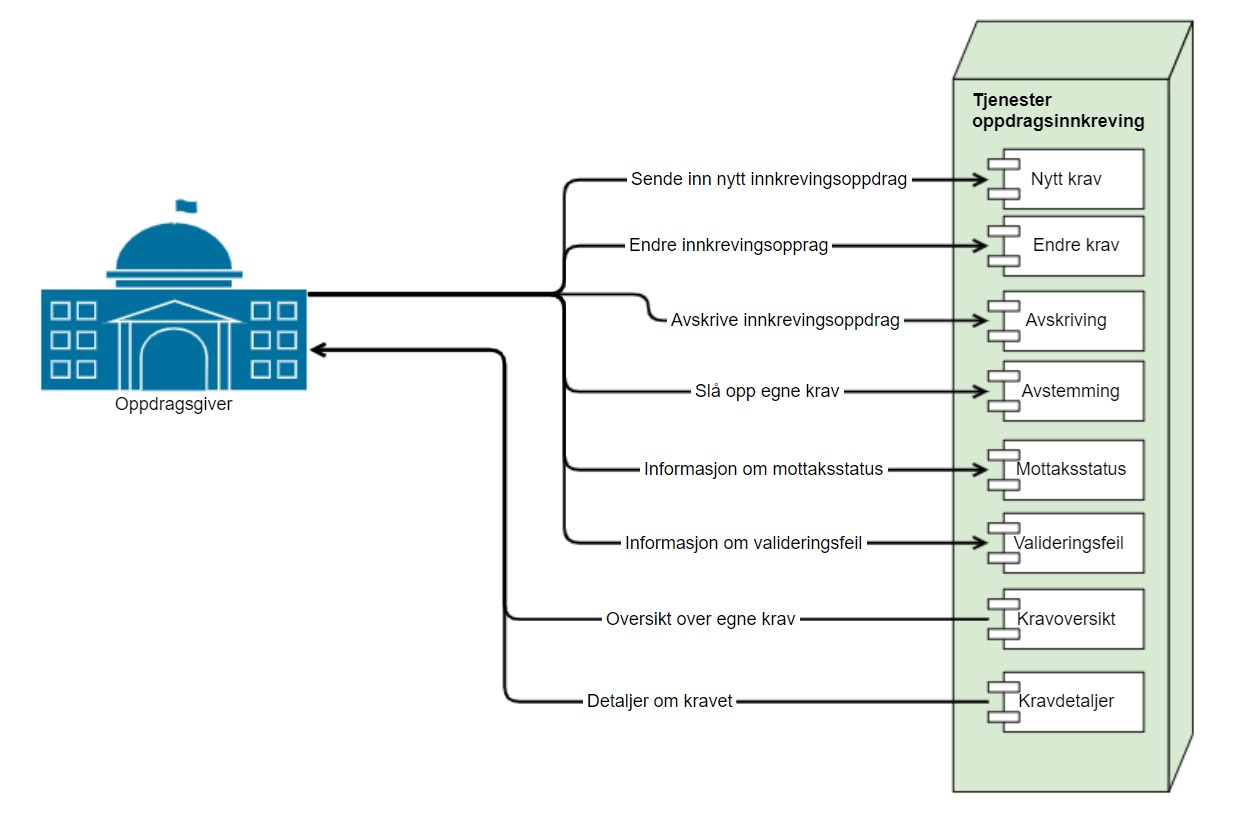 Tjenester
oppdragsinnkreving
Sende inn nytt innkrevingsoppdrag
Nytt krav
Endre innkrevingsopprag
Endre krav
Avskrive innkrevingsoppdrag
Avskriving
Slå opp egne krav
Avstemming
Oppdragsgiver
Informasjon om mottaksstatus
Mottaksstatus
Informasjon om valideringsfeil
Valideringsfeil
Oversikt over egne krav
Kravoversikt
Detaljer om kravet
Kravdetaljer